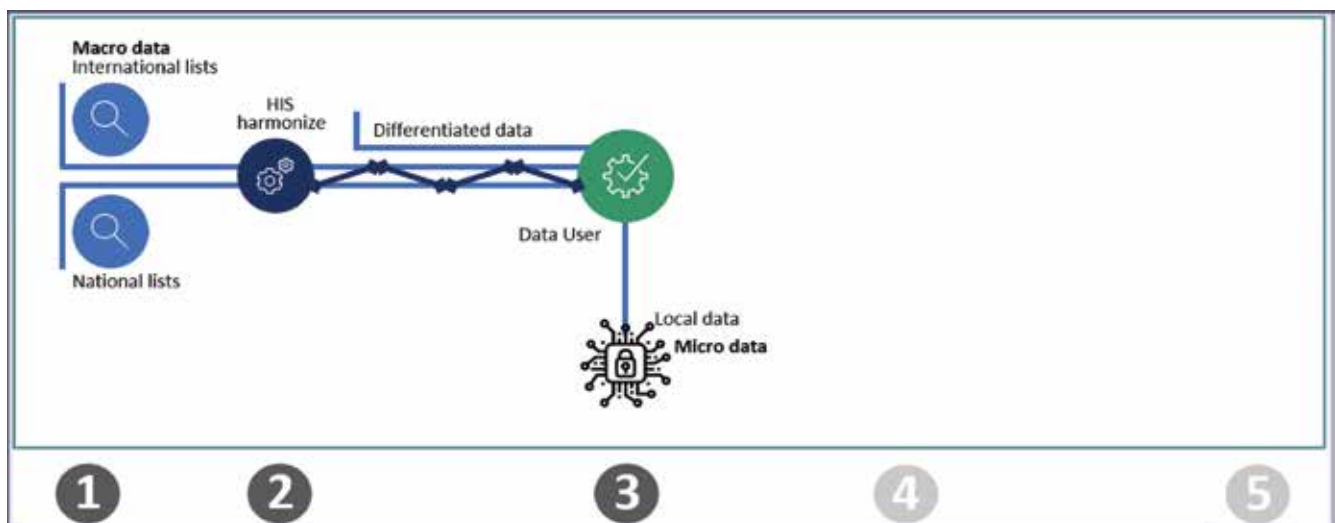 Macro data
International lists
HIS
harmonize
Differentiated data
Data User
National lists
Local data
Micro data
1 2 3 4 5